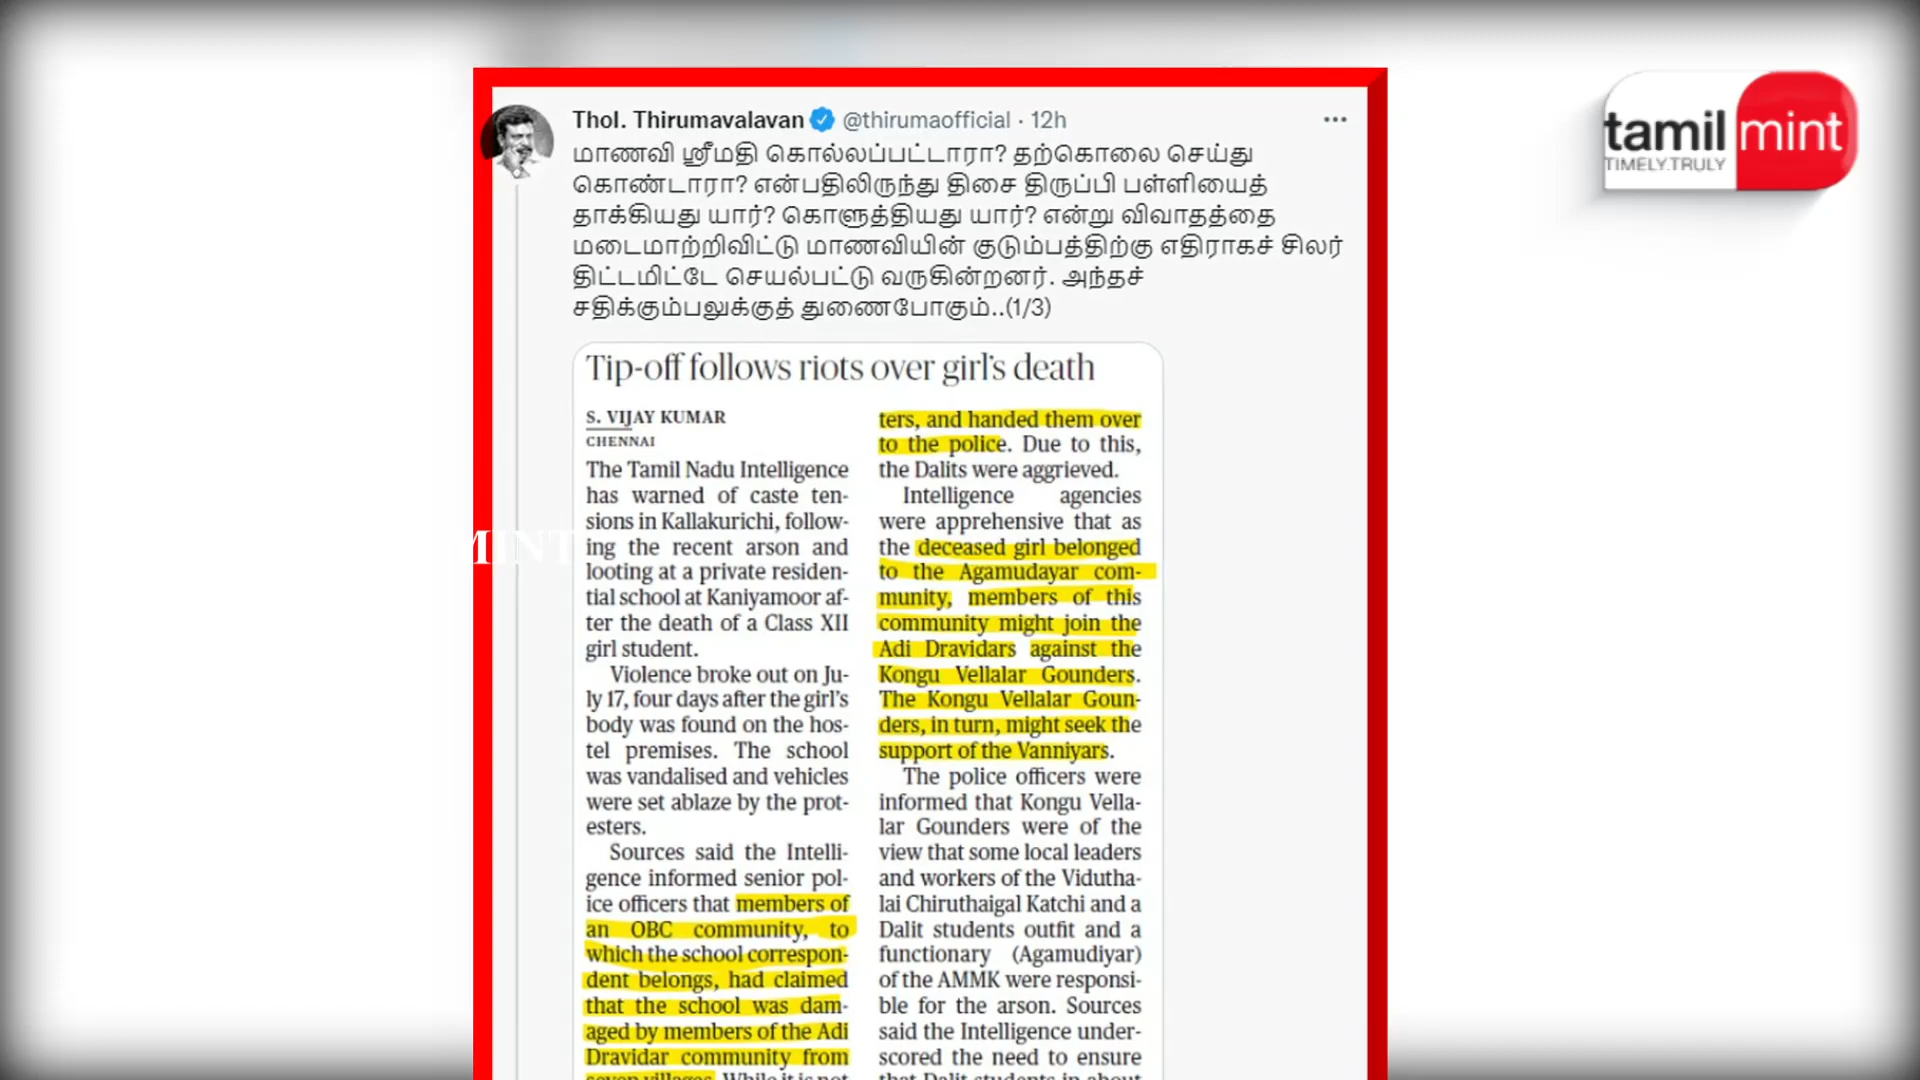 Thol. Thirumavalavan @thirumaofficial · 12h
மாணவி ஸ்ரீமதி கொல்லப்பட்டாரா? தற்கொலை செய்து
கொண்டாரா? என்பதிலிருந்து திசை திருப்பி பள்ளியைத்
தாக்கியது யார்? கொளுத்தியது யார்? என்று விவாதத்தை
மடைமாற்றிவிட்டு மாணவியின் குடும்பத்திற்கு எதிராகச் சிலர்
திட்டமிட்டே செயல்பட்டு வருகின்றனர். அந்தச்
சதிக்கும்பலுக்குத் துணைபோகும்..(1/3)
tamil mint
TIMELY.TRULY
Tip-off follows riots over girl's death
S. VIJAY KUMAR
CHENNAI
The Tamil Nadu Intelligence
has warned of caste ten-
sions in Kallakurichi, follow-
ing the recent arson and
looting at a private residen-
tial school at Kaniyamoor af-
ter the death of a Class XII
girl student.
Violence broke out on Ju-
ly 17, four days after the girl's
body was found on the hos-
tel premises. The school
was vandalised and vehicles
were set ablaze by the prot-
esters.
Sources said the Intelli-
gence informed senior pol-
ice officers that members of
an OBC community, to
which the school correspon-
dent belongs, had claimed
that the school was dam-
aged by members of the Adi
Dravidar community from
seven villages. While it is not
ters, and handed them over
to the police. Due to this,
the Dalits were aggrieved.
Intelligence agencies
were apprehensive that as
the deceased girl belonged
to the Agamudayar com-
munity, members of this
community might join the
Adi Dravidars against the
Kongu Vellalar Gounders.
The Kongu Vellalar Goun-
ders, in turn, might seek the
support of the Vanniyars.
The police officers were
informed that Kongu Vella-
lar Gounders were of the
view that some local leaders
and workers of the Vidutha-
lai Chiruthaigal Katchi and a
Dalit students outfit and a
functionary (Agamudiyar)
of the AMMK were responsi-
ble for the arson. Sources
said the Intelligence under-
scored the need to ensure
that Dalit students in about
MINT